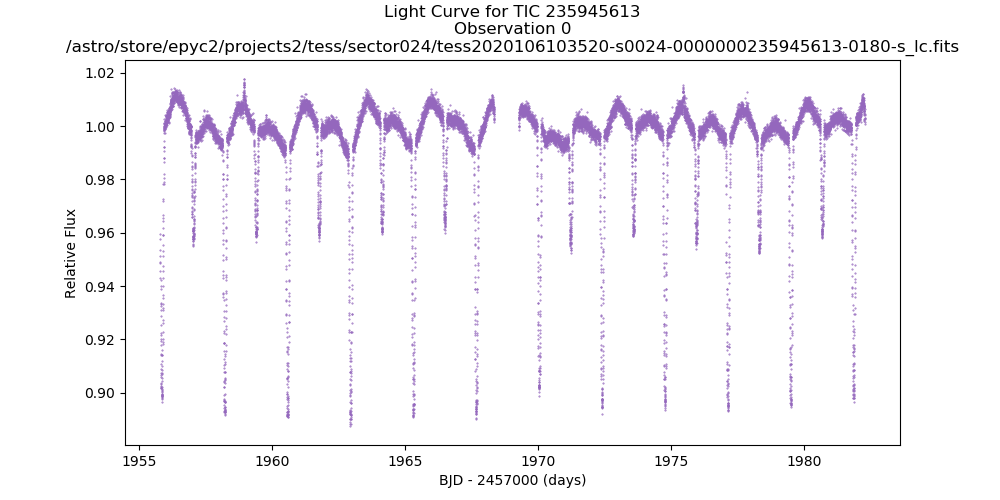 Light Curve for TIC 235945613
Observation 0
/astro/store/epyc2/projects2/tess/sector024/tess2020106103520-s0024-0000000235945613-0180-s_lc.fits
1.02
1.00
0.98
0.96
0.94
0.92
0.90
Relative Flux
1955
1960
1965
1970
1975
1980
BJD - 2457000 (days)